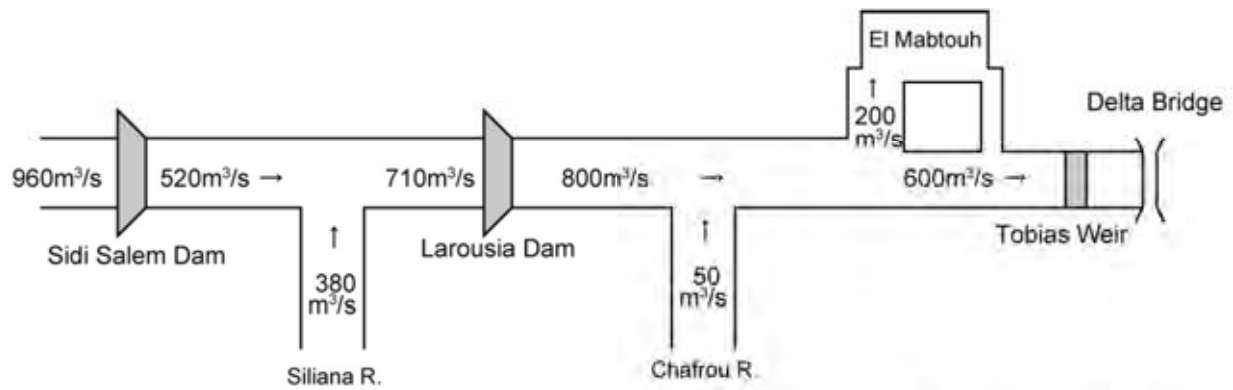 El Mabtouh
Delta Bridge
↑
200
m³/s
960m³/s
520m³/s →
710m³/s
800m³/s →
600m³/s →
Sidi Salem Dam
Larousia Dam
Tobias Weir
↑
380
m³/s
↑
50
m³/s
Siliana R.
Chafrou R.